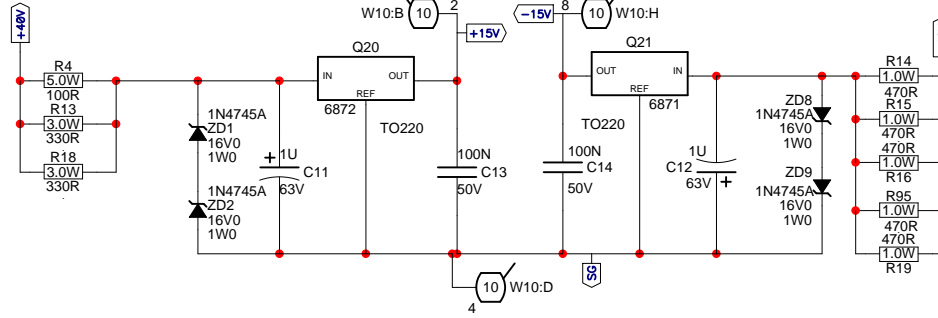 +40V
R4
5.0W
100R
R13
3.0W
330R
R18
3.0W
330R
1N4745A
ZD1
16V0
1W0
1N4745A
ZD2
16V0
1W0
+
1U
C11
63V
Q20
IN
OUT
REF
6872
TO220
10
W10:B
2
+15V
100N
C13
50V
10
W10:D
4
-15V
8
10
W10:H
Q21
OUT
IN
REF
6871
TO220
100N
C14
50V
SG
1U
C12
63V
+
ZD8
1N4745A
16V0
1W0
ZD9
1N4745A
16V0
1W0
R14
1.0W
470R
R15
1.0W
470R
470R
1.0W
R16
R95
1.0W
470R
470R
1.0W
R19